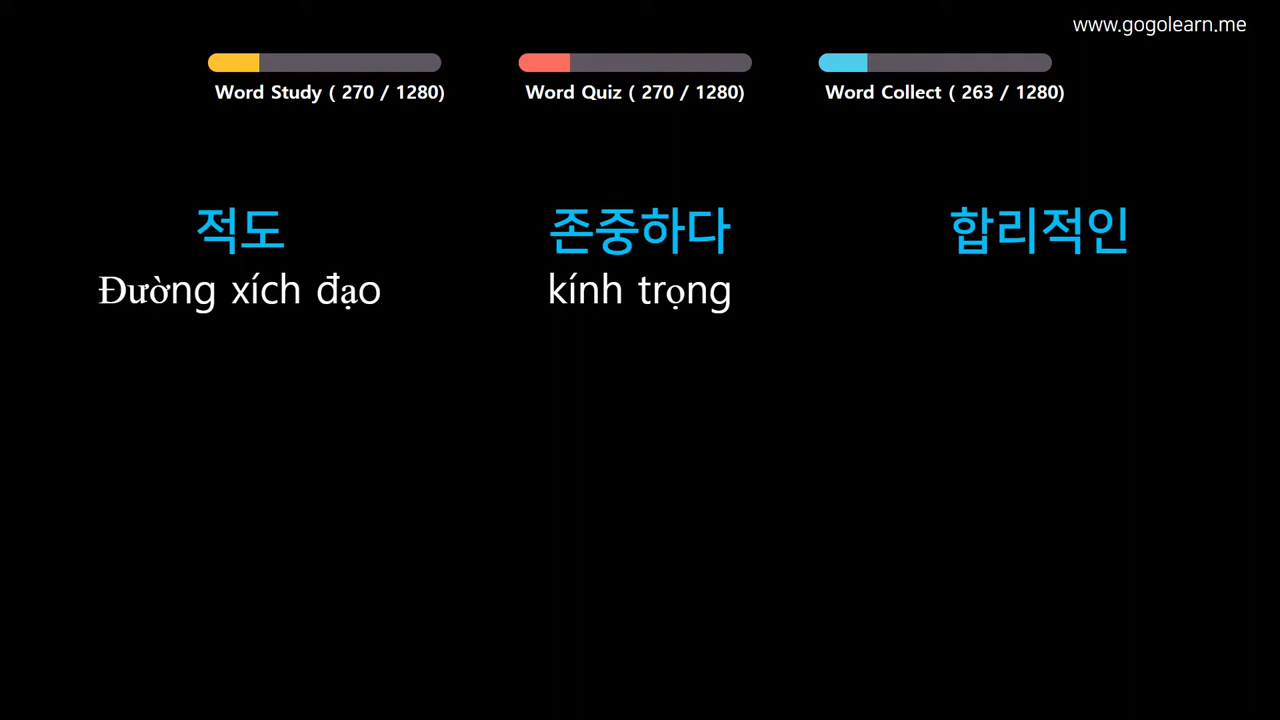 www.gogolearn.me
Word Study ( 270 / 1280)
Word Quiz ( 270 / 1280)
Word Collect ( 263 / 1280)
적도
Đường xích đạo
존중하다
kính trọng
합리적인